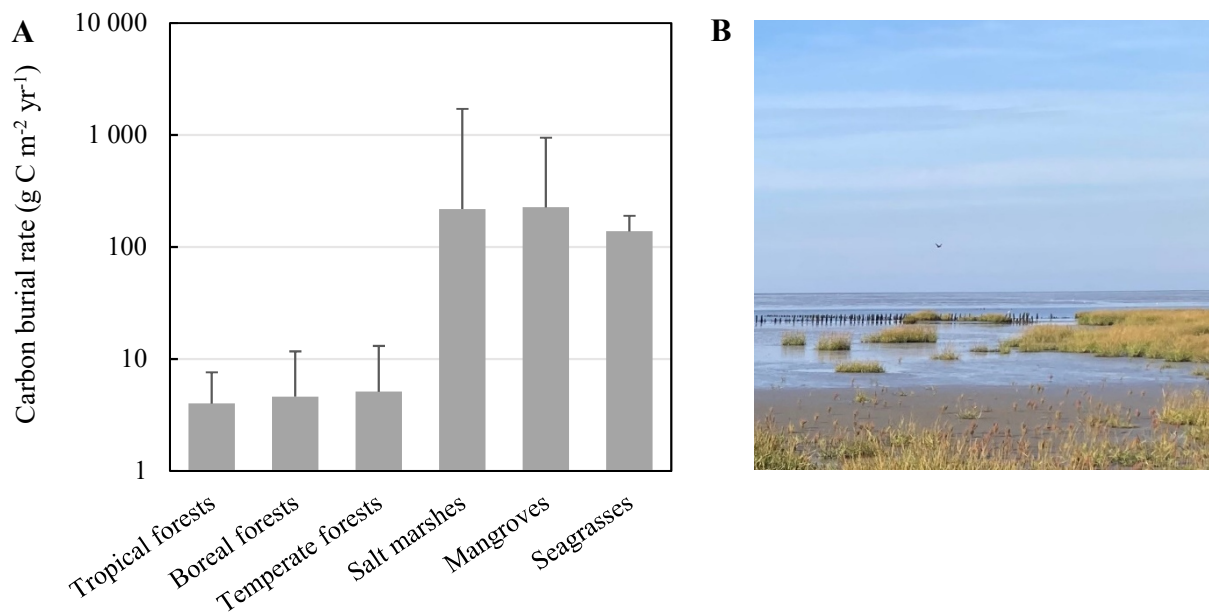 A
B
Carbon burial rate (g C m⁻² yr⁻¹)
10 000
1 000
100
10
1
Tropical forests
Boreal forests
Temperate forests
Salt marshes
Mangroves
Seagrasses